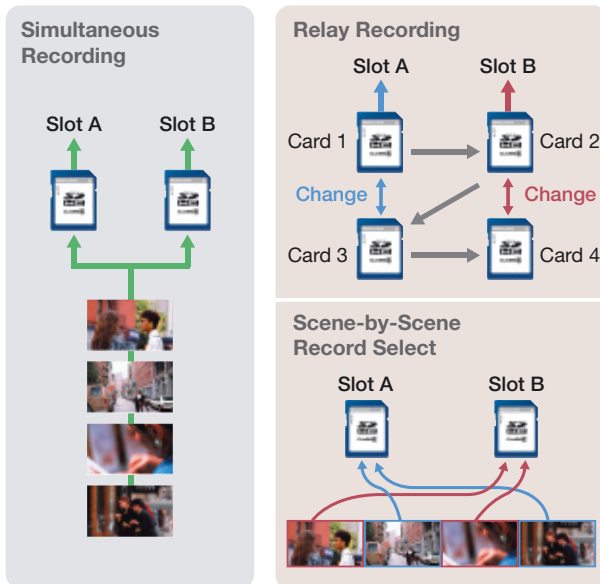 Simultaneous
Recording
Slot A
Slot B
Relay Recording
Slot A
Slot B
Card 1
Card 2
Change
Change
Card 3
Card 4
Scene-by-Scene
Record Select
Slot A
Slot B